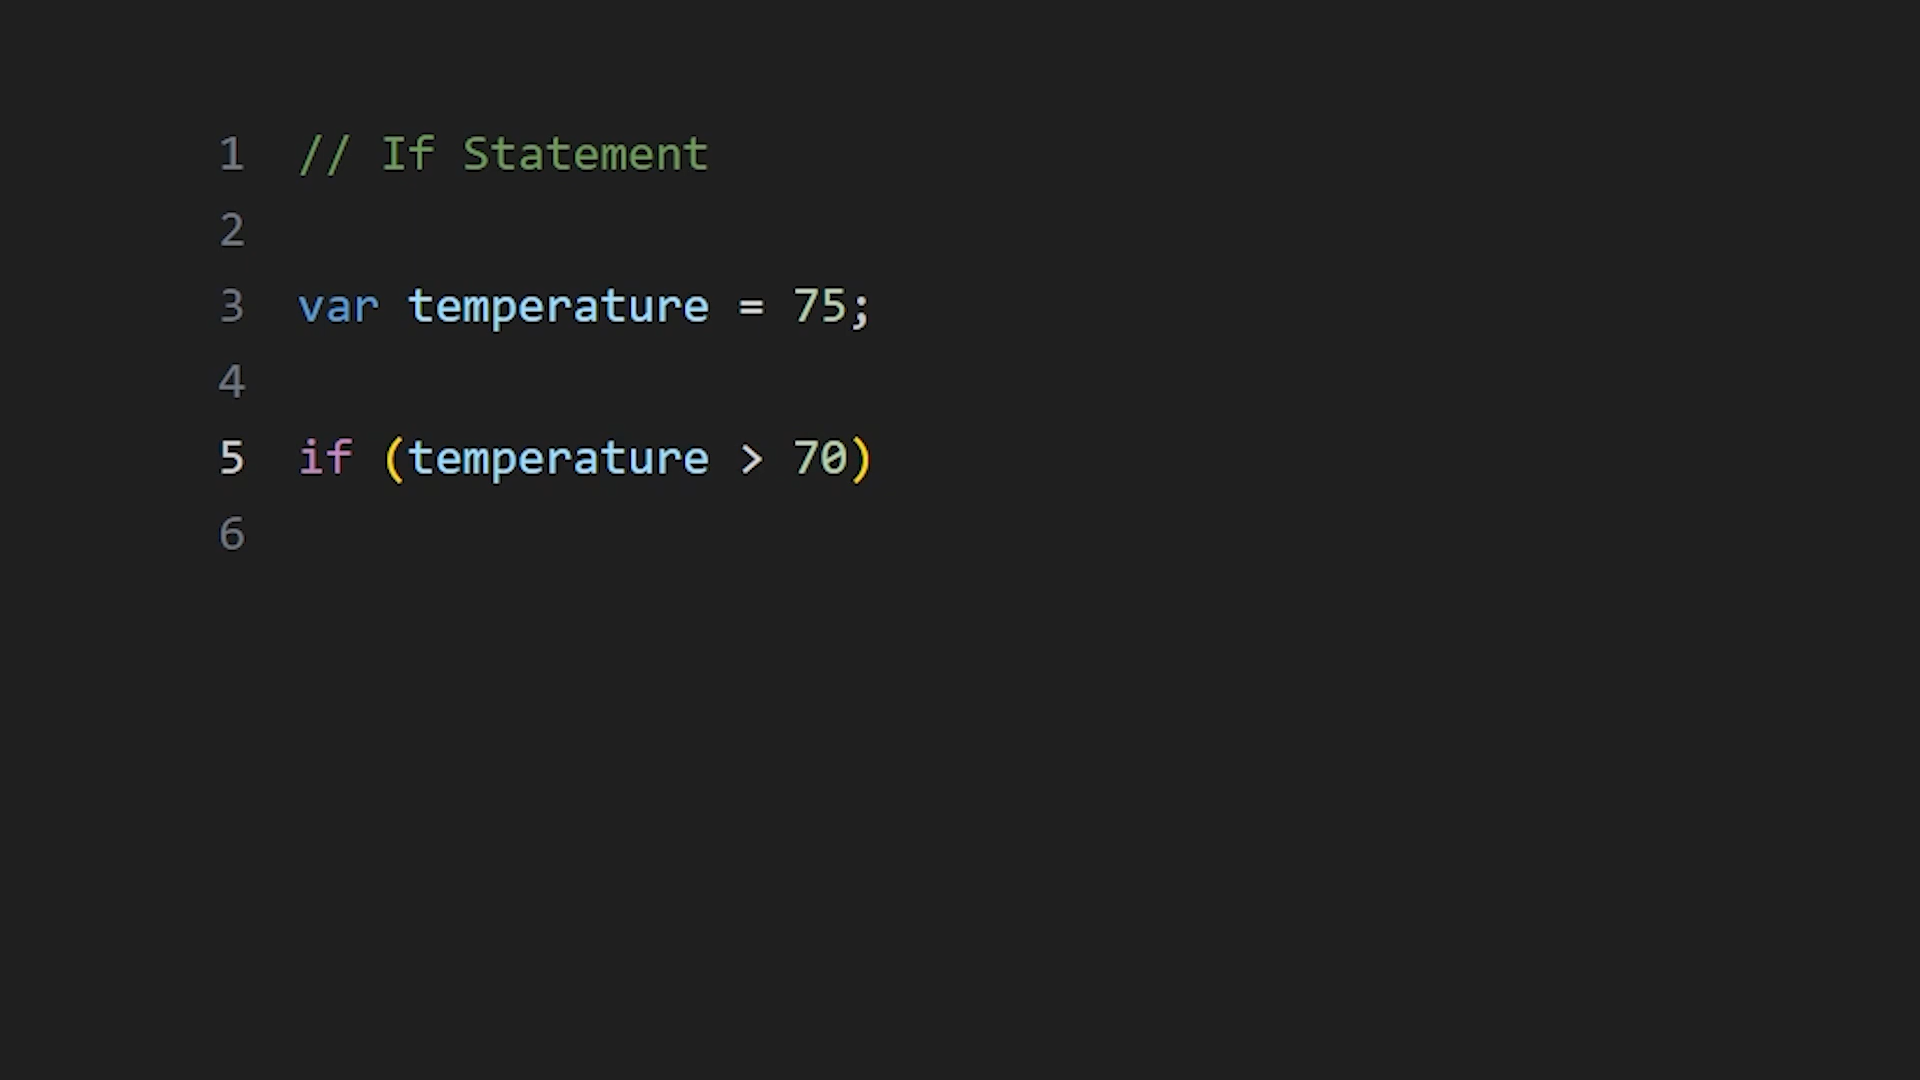 1 // If Statement
2
3 var temperature = 75;
4
5 if (temperature > 70)
6